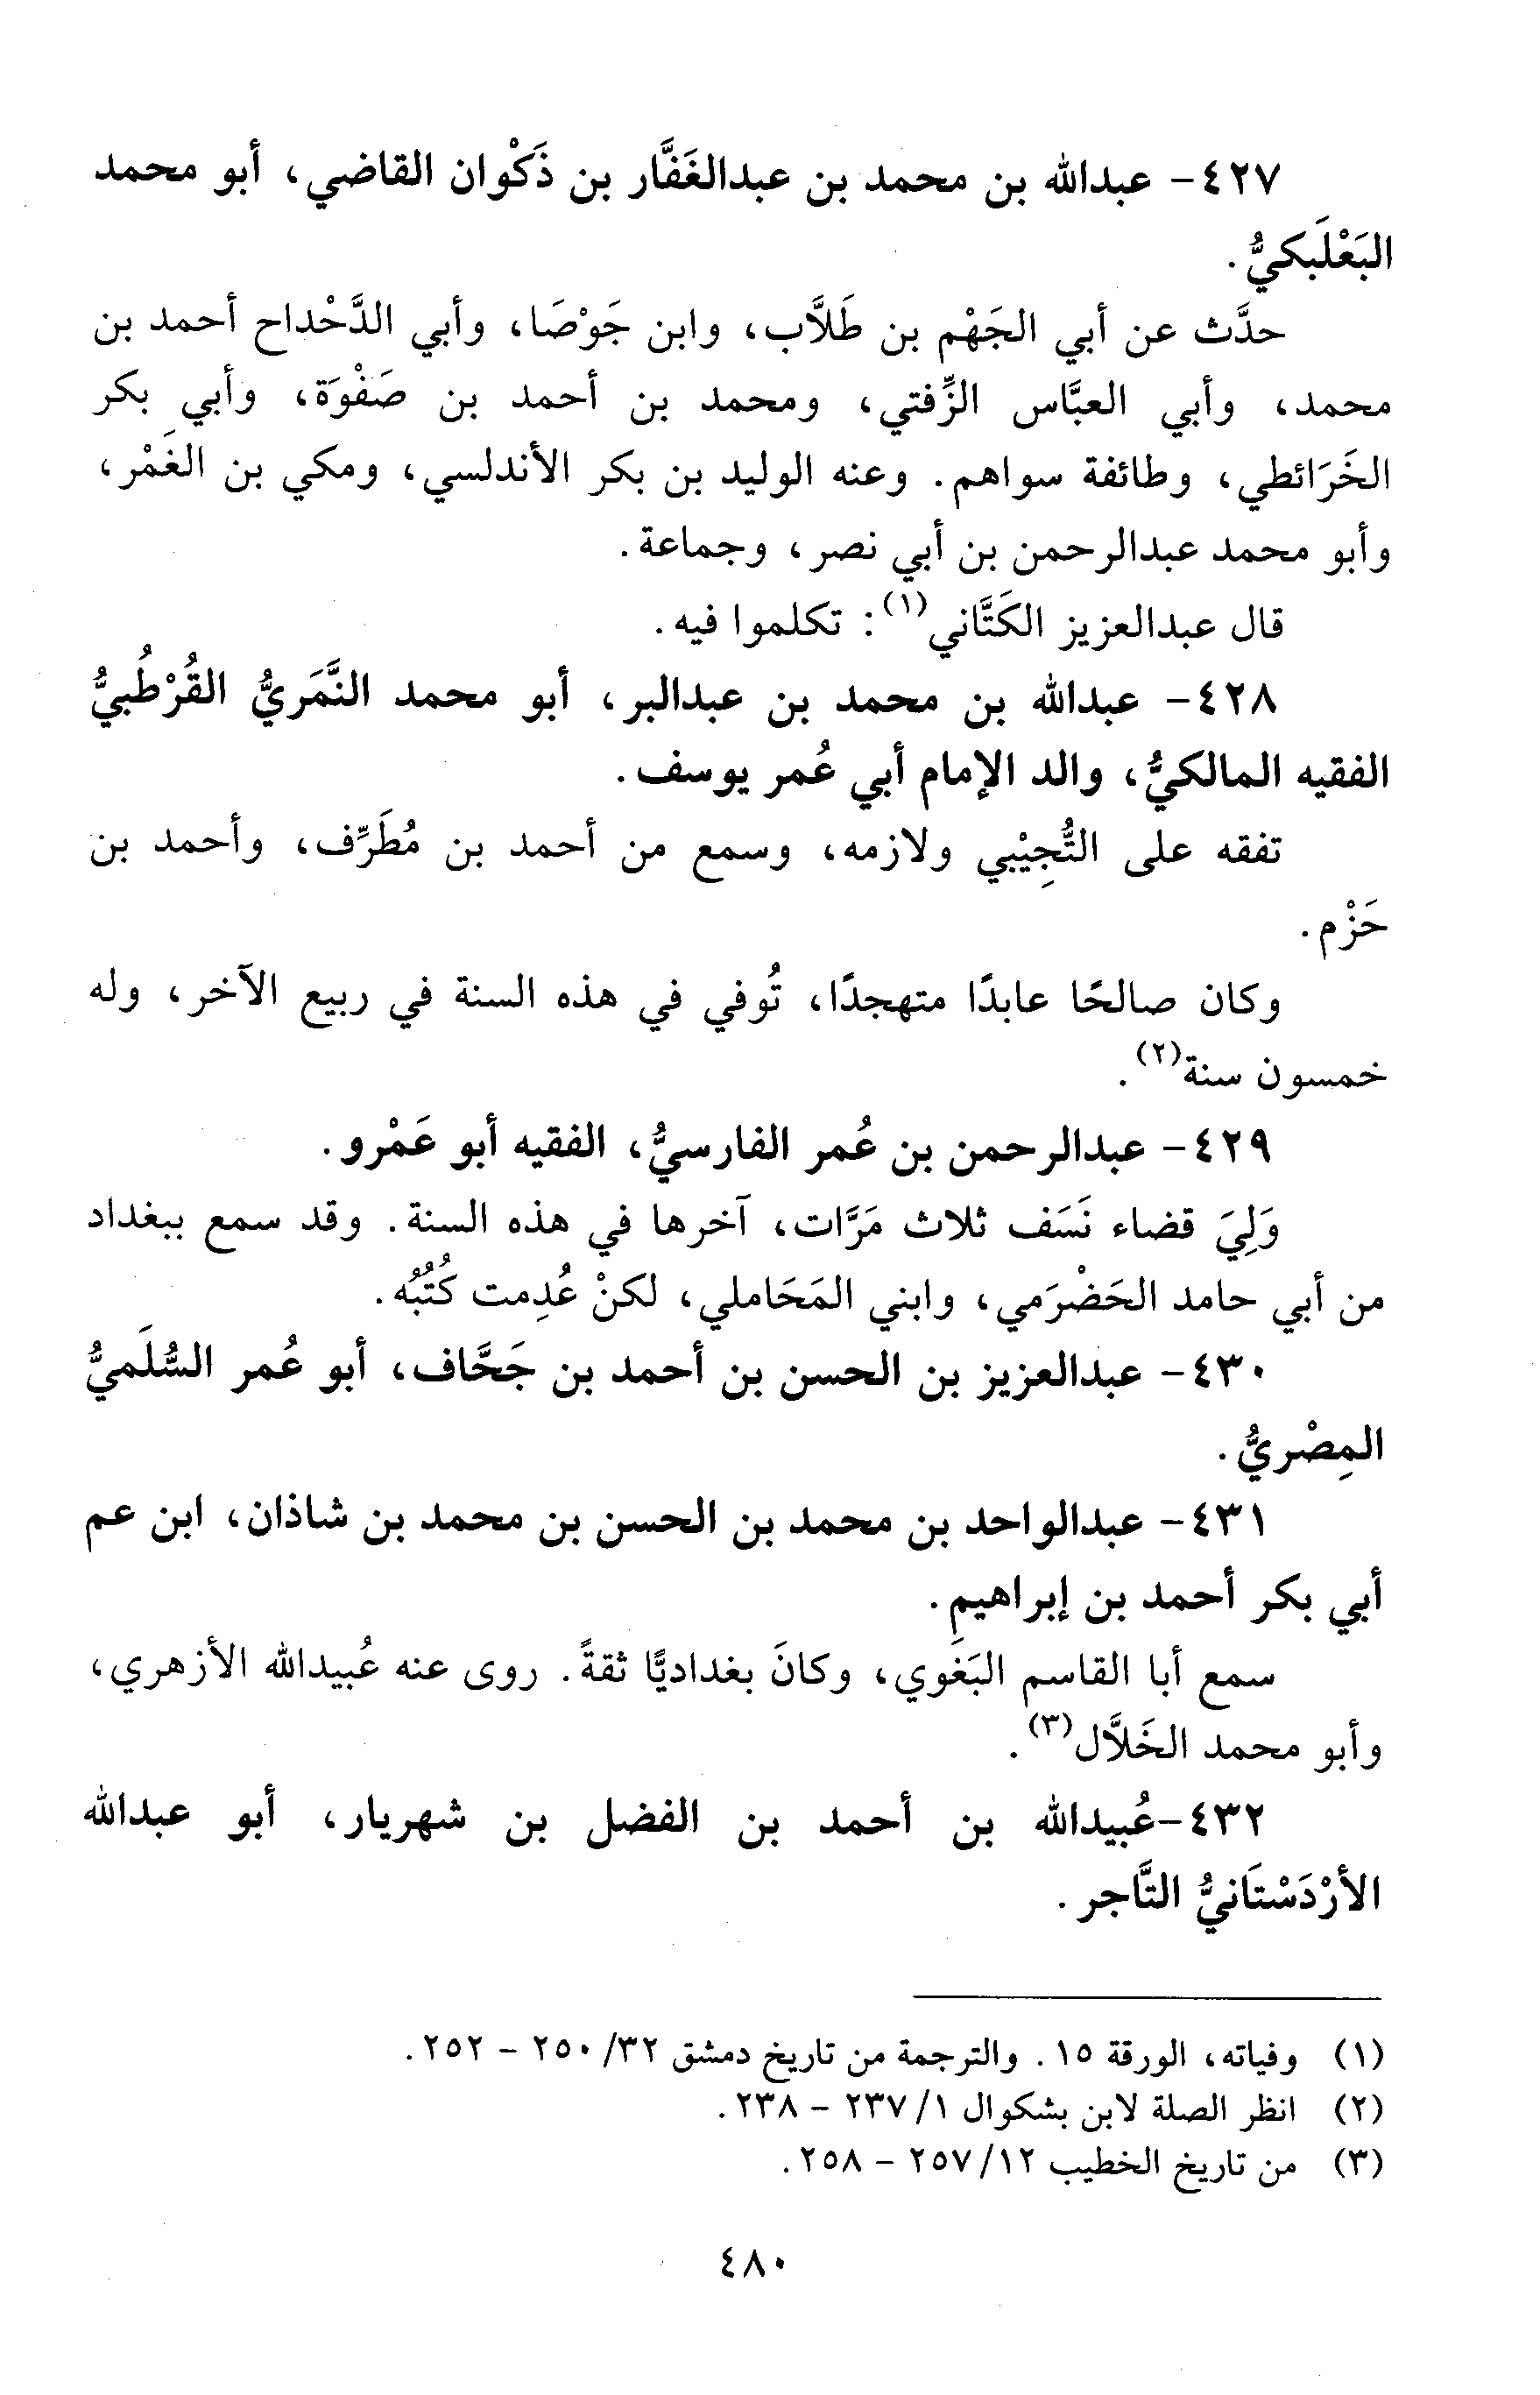 ٤٢٧- عبدالله بن محمد بن عبدالغَفَّار بن ذَكْوان القاضي، أبو محمد
البَعْلَبكيُّ.
حدَّث عن أبي الجَهْم بن طَلاَّب، وابن جَوْصَا، وأبي الدَّحْداح أحمد بن
محمد، وأبي العبَّاس الزِّفتي، ومحمد بن أحمد بن صَفْوَة، وأبي بكر
الخَرَائطي، وطائفة سواهم. وعنه الوليد بن بكر الأندلسي، ومكي بن الغَمْر،
وأبو محمد عبدالرحمن بن أبي نصر، وجماعة.
قال عبدالعزيز الكَتَّاني(١): تكلموا فيه.
٤٢٨- عبدالله بن محمد بن عبدالبر، أبو محمد النَّمَريُّ القُرْطُبيُّ
الفقيه المالكيُّ، والد الإمام أبي عُمر يوسف.
تفقه على التُّجِيْبي ولازمه، وسمع من أحمد بن مُطَرِّف، وأحمد بن
حَزْم.
وكان صالحًا عابدًا متهجدًا، تُوفي في هذه السنة في ربيع الآخر، وله
خمسون سنة(٢).
٤٢٩- عبدالرحمن بن عُمر الفارسيُّ، الفقيه أبو عَمْرو.
وَلِيَ قضاء نَسَف ثلاث مَرَّات، آخرها في هذه السنة. وقد سمع ببغداد
من أبي حامد الحَضْرَمي، وابني المَحَاملي، لكنْ عُدِمت كُتُبُه.
٤٣٠- عبدالعزيز بن الحسن بن أحمد بن جَحَّاف، أبو عُمر السُّلَميُّ
المِصْريُّ.
٤٣١- عبدالواحد بن محمد بن الحسن بن محمد بن شاذان، ابن عم
أبي بكر أحمد بن إبراهيم.
سمع أبا القاسم البَغَوي، وكانَ بغداديًّا ثقةً. روى عنه عُبيدالله الأزهري،
وأبو محمد الخَلاَّل(٣).
٤٣٢-عُبيدالله بن أحمد بن الفضل بن شهريار، أبو عبدالله
الأرْدَسْتَانيُّ التَّاجر.
(١) وفياته، الورقة ١٥. والترجمة من تاريخ دمشق ٣٢/ ٢٥٠ - ٢٥٢.
(٢) انظر الصلة لابن بشكوال ١/ ٢٣٧ - ٢٣٨.
(٣) من تاريخ الخطيب ١٢/ ٢٥٧ - ٢٥٨.
٤٨٠